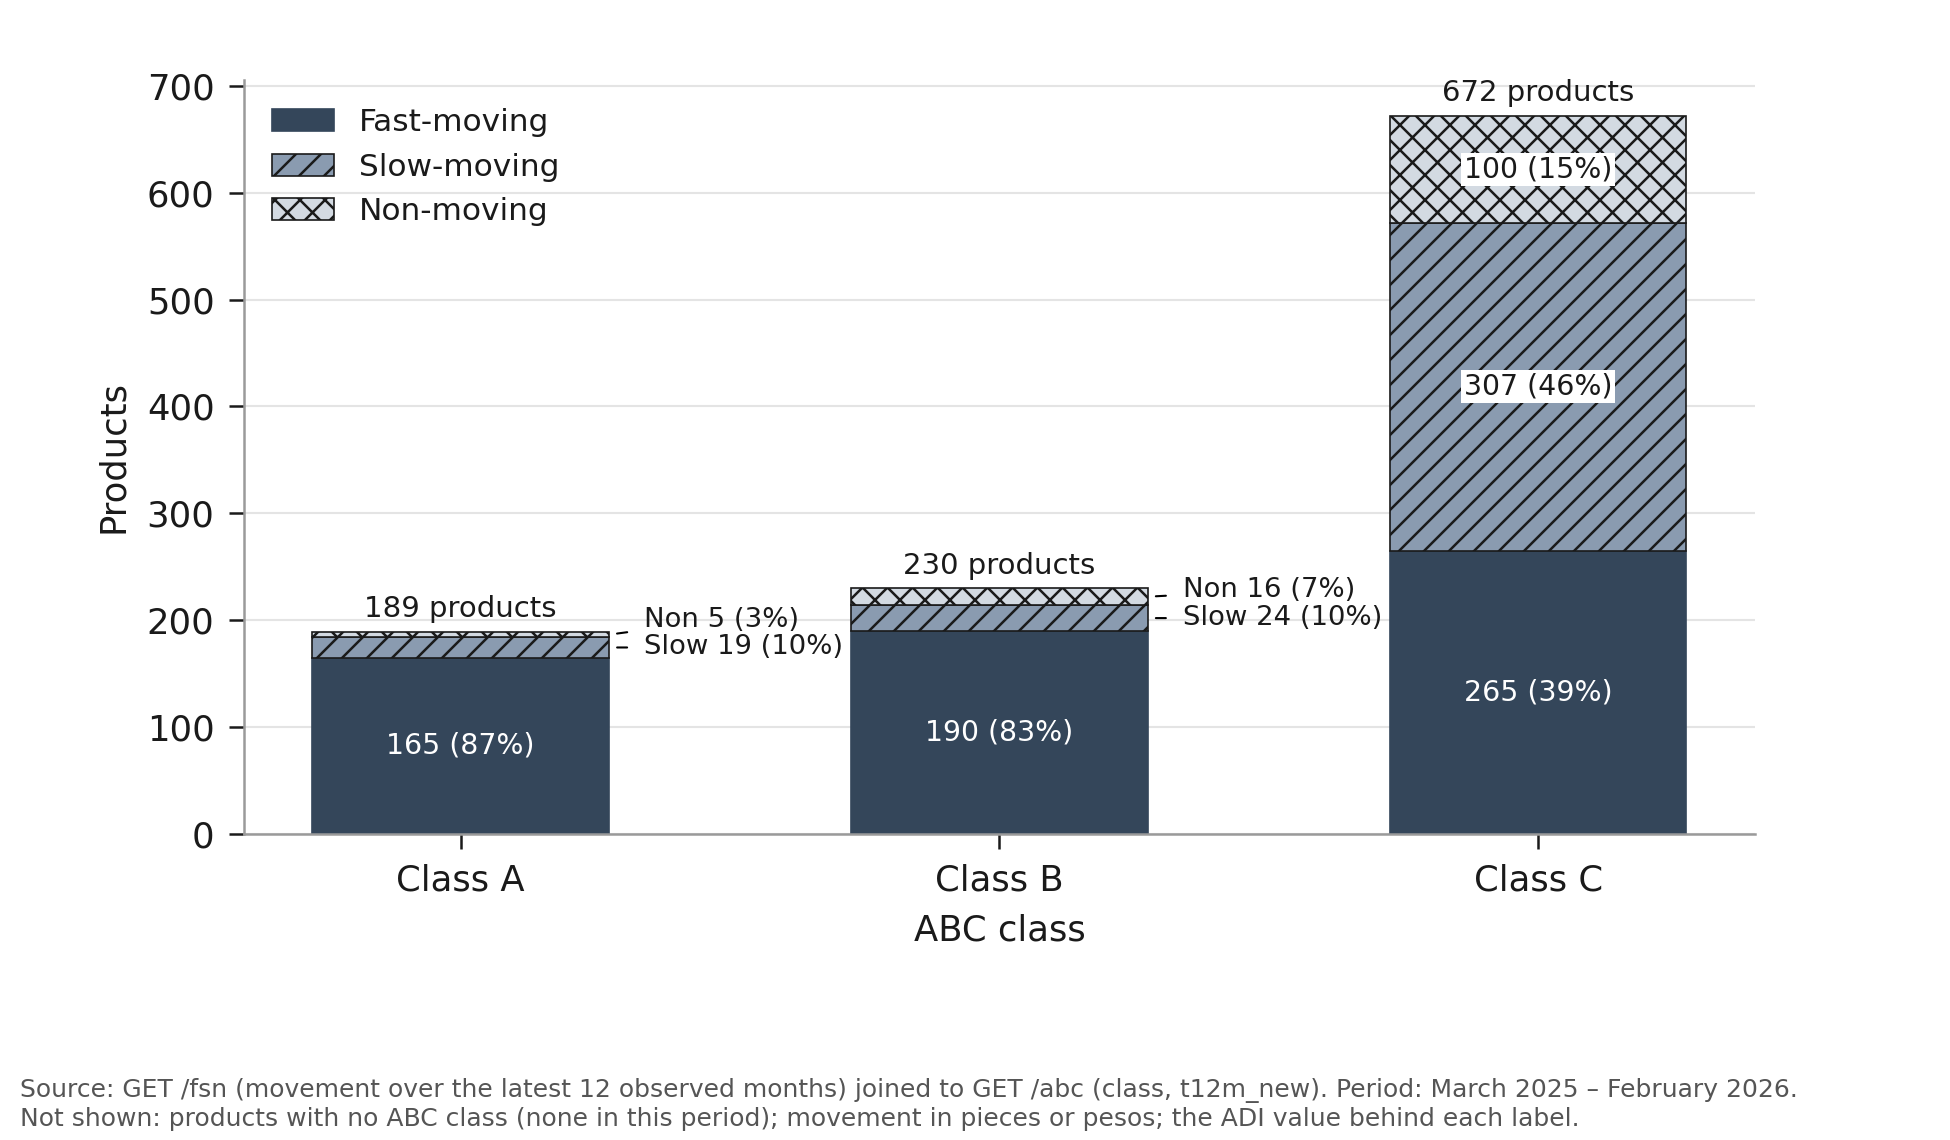 672 products
700
600
500
400
300
200
100
0
Products
Fast-moving
Slow-moving
Non-moving
100 (15%)
307 (46%)
265 (39%)
230 products
Non 16 (7%)
Slow 24 (10%)
190 (83%)
189 products
Non 5 (3%)
Slow 19 (10%)
165 (87%)
Class A
Class B
Class C
ABC class
Source: GET /fsn (movement over the latest 12 observed months) joined to GET /abc (class, t12m_new). Period: March 2025 – February 2026.
Not shown: products with no ABC class (none in this period); movement in pieces or pesos; the ADI value behind each label.